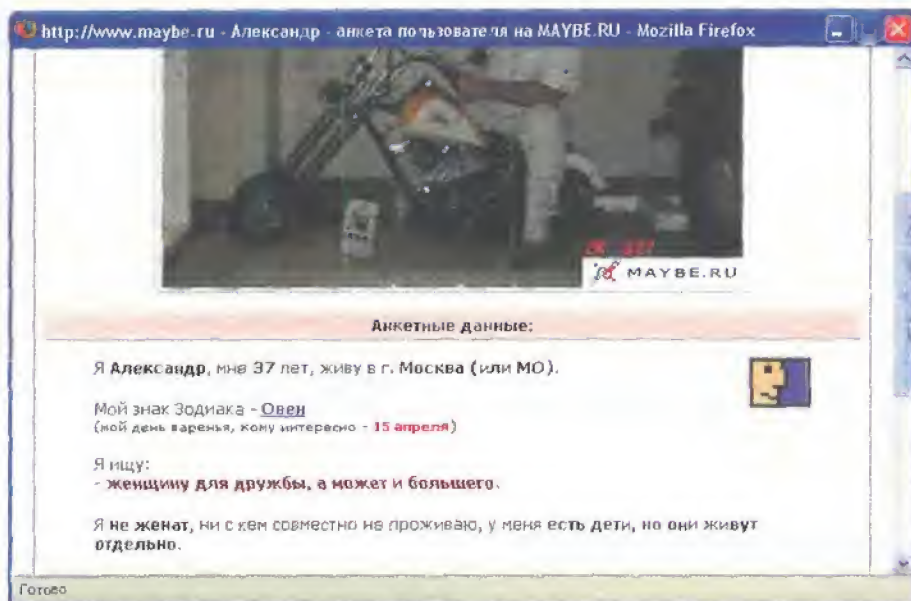 http://www.maybe.ru - Александр - анкета пользователя на MAYBE.RU - Mozilla Firefox
MAYBE.RU
Анкетные данные:
Я Александр, мне 37 лет, живу в г. Москва (или МО).
Мой знак Зодиака - Овен
(мой день варенья, кому интересно - 15 апреля)
Я ищу:
- женщину для дружбы, а может и большего.
Я не женат, ни с кем совместно не проживаю, у меня есть дети, но они живут
отдельно.
Готово